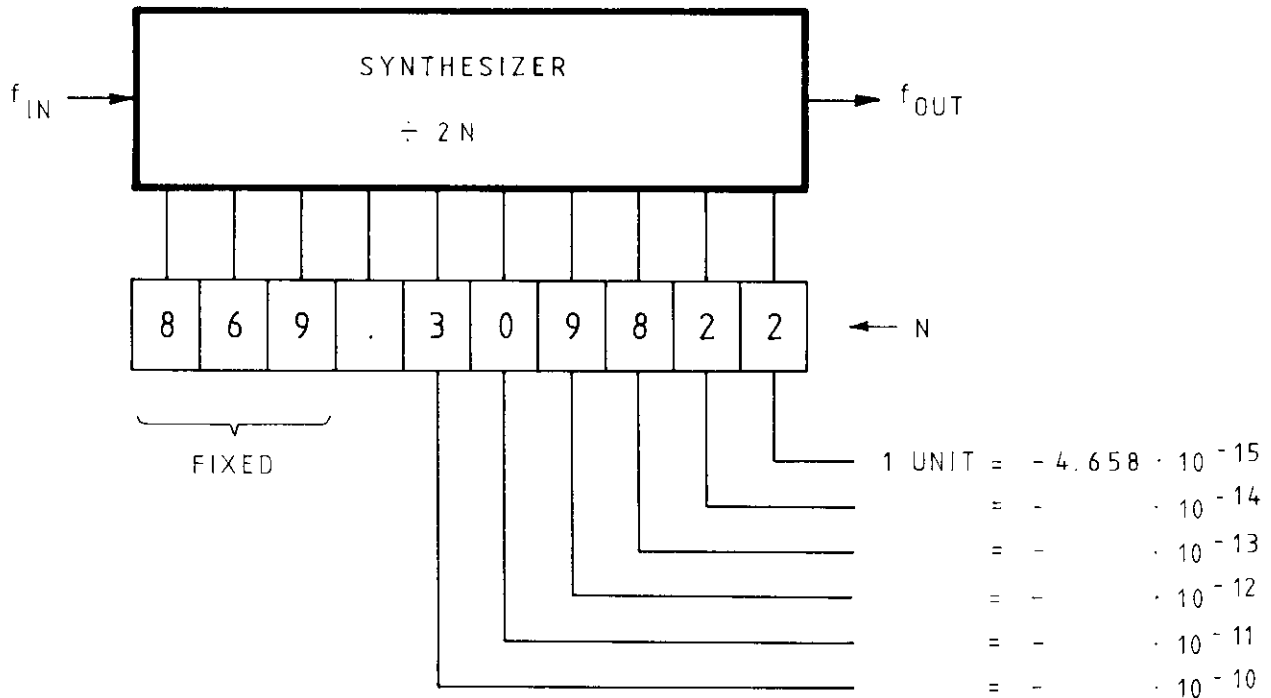 SYNTHESIZER
f IN
÷ 2N
f OUT
8 6 9 . 3 0 9 8 2 2
N
FIXED
1 UNIT = - 4.658 · 10 -15
= - · 10 -14
= - · 10 -13
= - · 10 -12
= - · 10 -11
= - · 10 -10